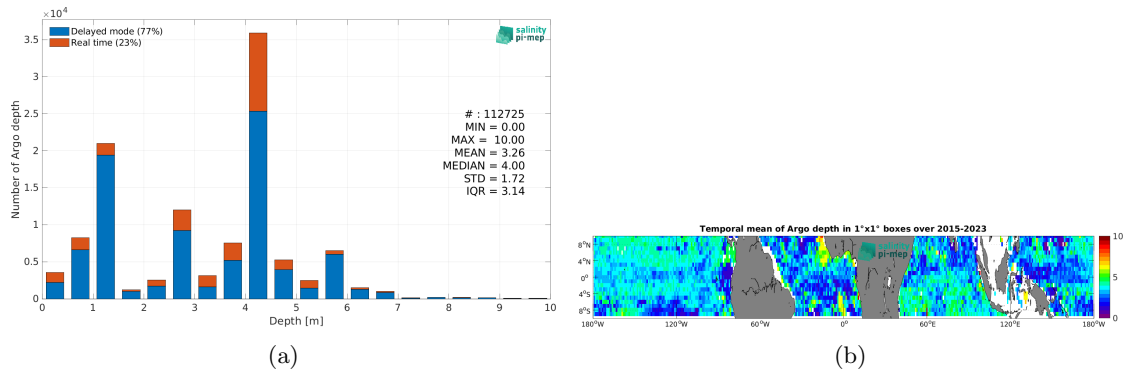 ×10⁴
Delayed mode (77%)
Real time (23%)
salinity
pi-mep
3.5
3
2.5
2
1.5
1
0.5
0
Number of Argo depth
# : 112725
MIN = 0.00
MAX = 10.00
MEAN = 3.26
MEDIAN = 4.00
STD = 1.72
IQR = 3.14
0 1 2 3 4 5 6 7 8 9 10
Depth [m]
(a)
Temporal mean of Argo depth in 1°x1° boxes over 2015-2023
salinity
pi-mep
8°N
4°N
0°
4°S
8°S
180°W 120°W 60°W 0° 60°E 120°E 180°W
10
5
0
(b)